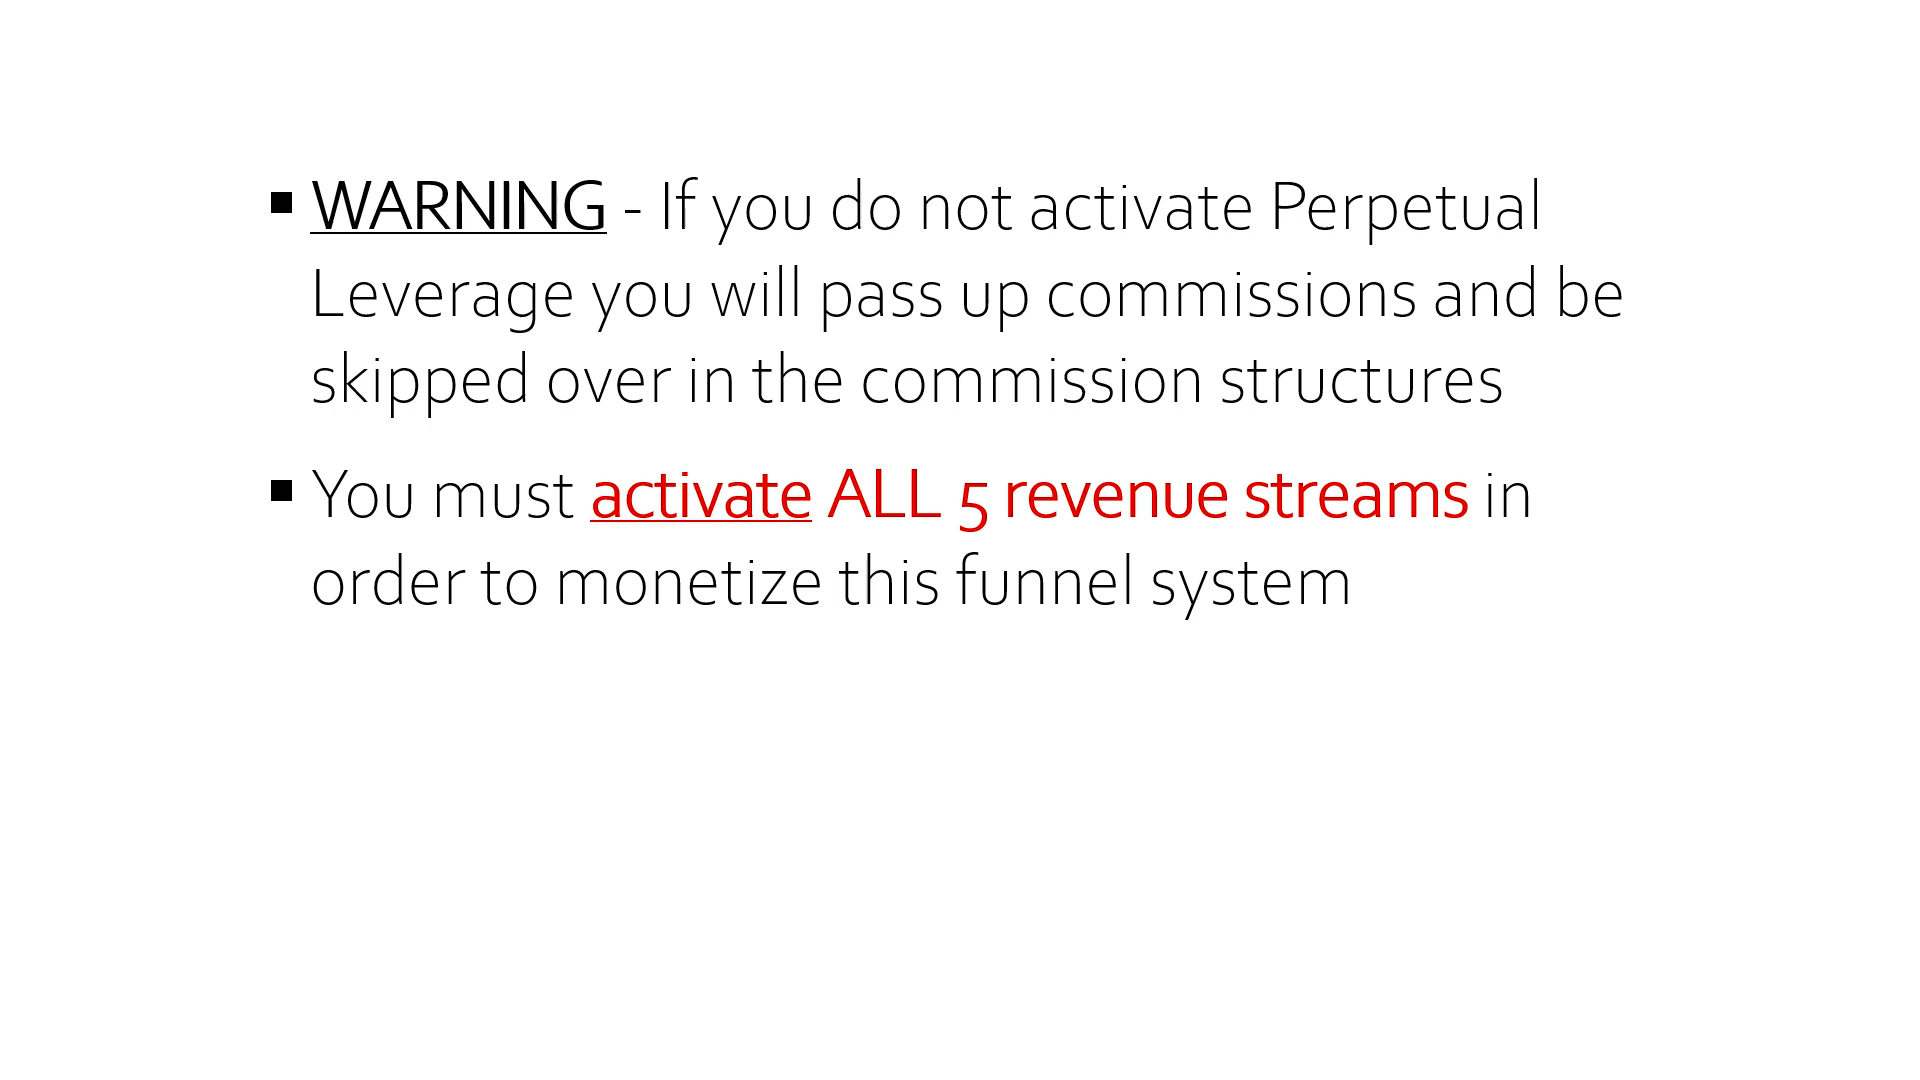 ▪ WARNING - If you do not activate Perpetual
Leverage you will pass up commissions and be
skipped over in the commission structures
▪ You must activate ALL 5 revenue streams in
order to monetize this funnel system